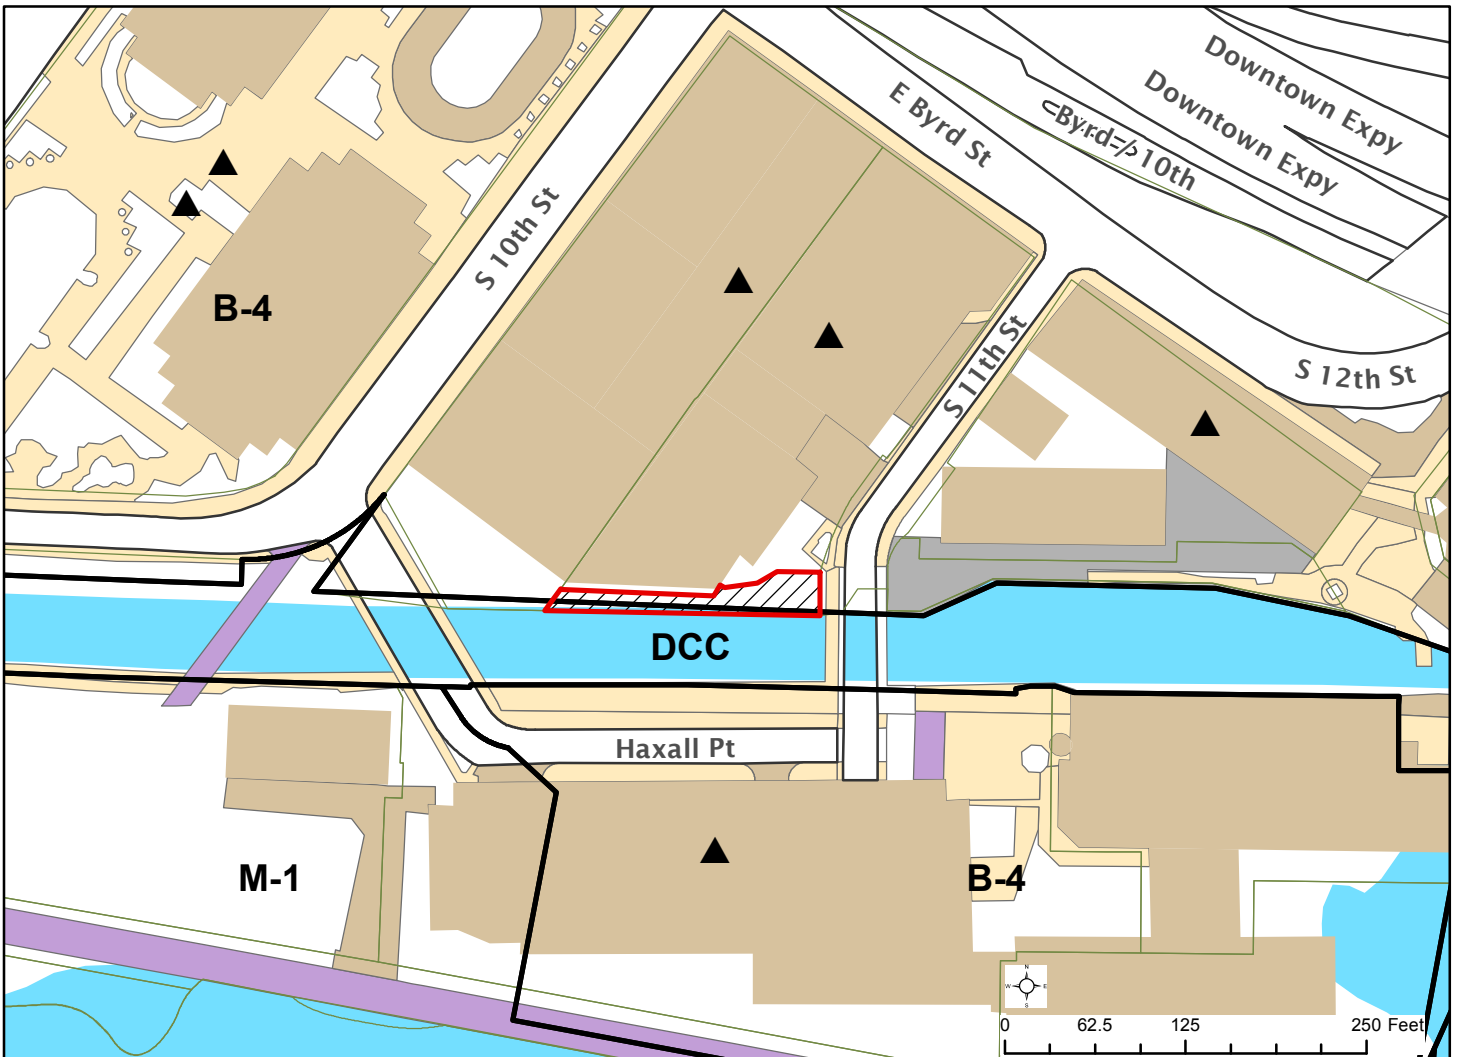 Downtown Expy
Downtown Expy
E Byrd St
10th
S 10th St
B-4
S 11th St
S 12th St
DCC
Haxall Pt
M-1
B-4
N
W E
S
0 62.5 125 250 Feet